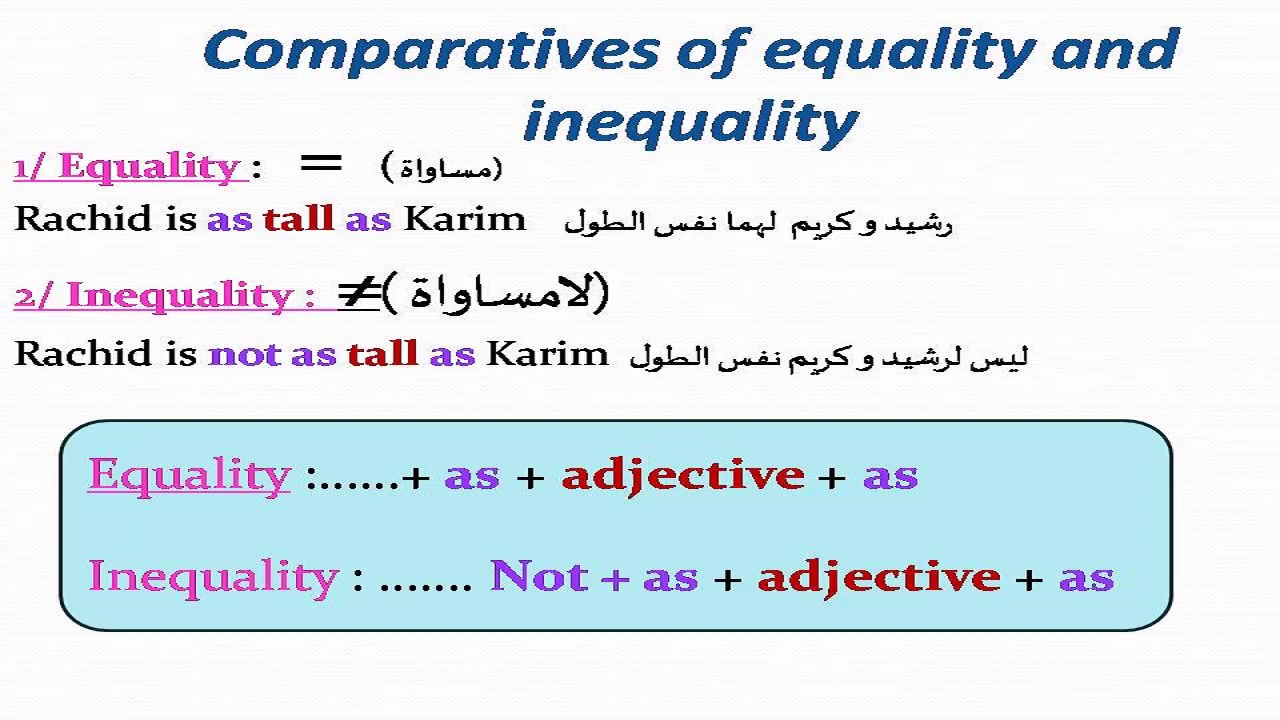 Comparatives of equality and
inequality
1/ Equality : = (مساواة)
Rachid is as tall as Karim رشيد و كريم لهما نفس الطول
2/ Inequality : ≠ (لامساواة)
Rachid is not as tall as Karim ليس لرشيد و كريم نفس الطول
Equality :......+ as + adjective + as
Inequality : ....... Not + as + adjective + as